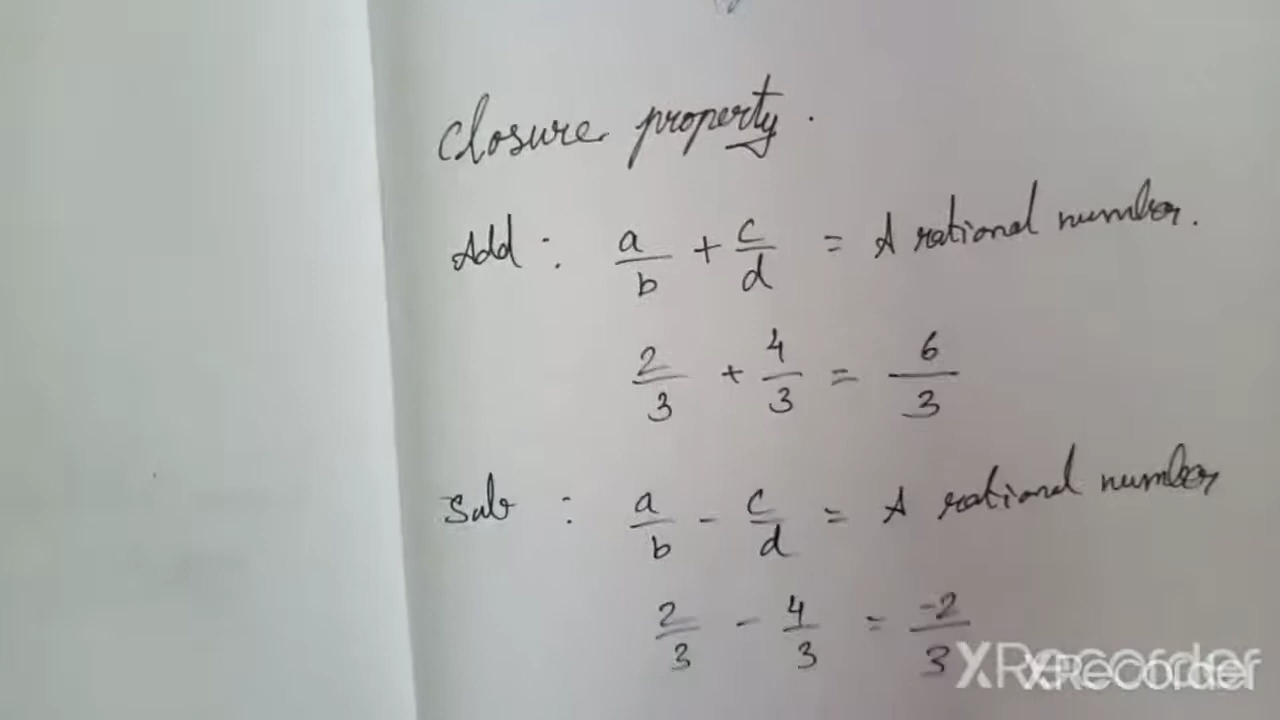 Closure property.
Add : a/b + c/d = A rational number.
2/3 + 4/3 = 6/3
Sub : a/b - c/d = A rational number
2/3 - 4/3 = -2/3
XRecorder
XRecorder